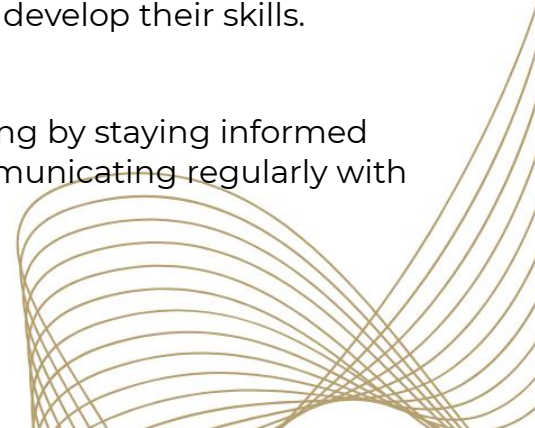 develop their skills.
ng by staying informed
municating regularly with